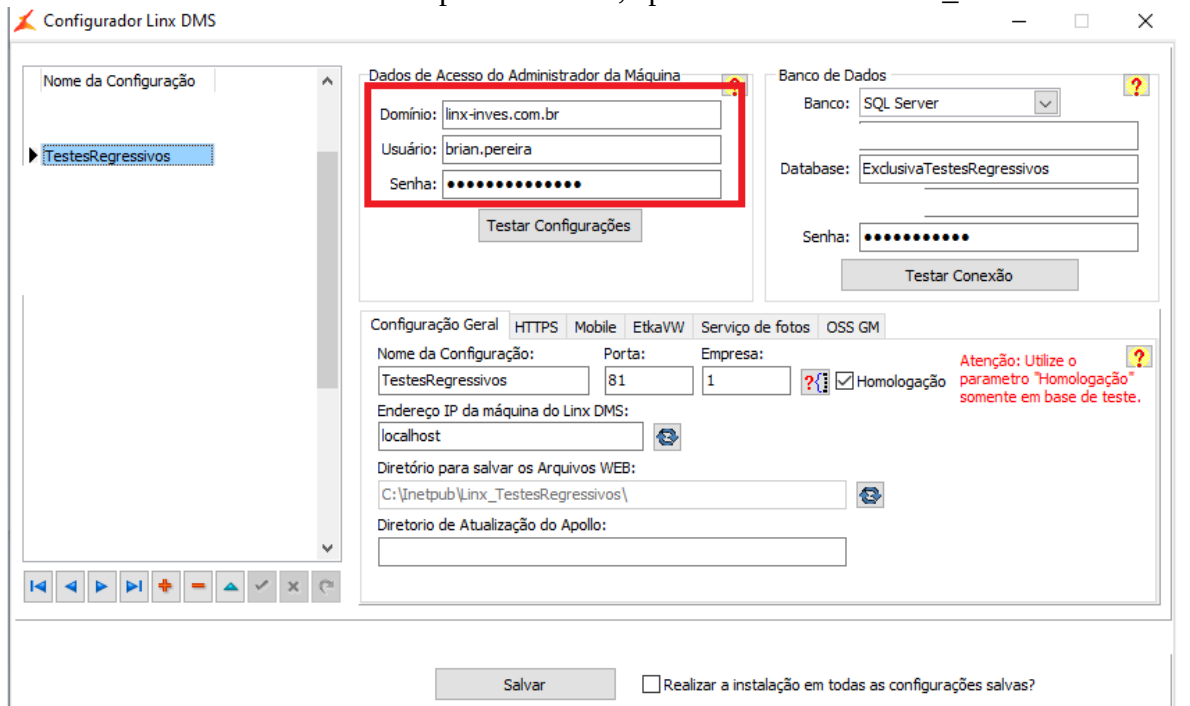 Configurador Linx DMS
Nome da Configuração
TestesRegressivos
Dados de Acesso do Administrador da Máquina
?
Domínio: linx-inves.com.br
Usuário: brian.pereira
Senha: ••••••••••••••
Testar Configurações
Banco de Dados
?
Banco: SQL Server
Database: ExclusivaTestesRegressivos
Senha: •••••••••••
Testar Conexão
Configuração Geral HTTPS Mobile EtkaVW Serviço de fotos OSS GM
Nome da Configuração: Porta: Empresa:
TestesRegressivos 81 1 ?{ Homologação
Atenção: Utilize o
parametro "Homologação"
somente em base de teste.
?
Endereço IP da máquina do Linx DMS:
localhost
Diretório para salvar os Arquivos WEB:
C:\Inetpub\Linx_TestesRegressivos\
Diretorio de Atualização do Apollo:
Salvar Realizar a instalação em todas as configurações salvas?